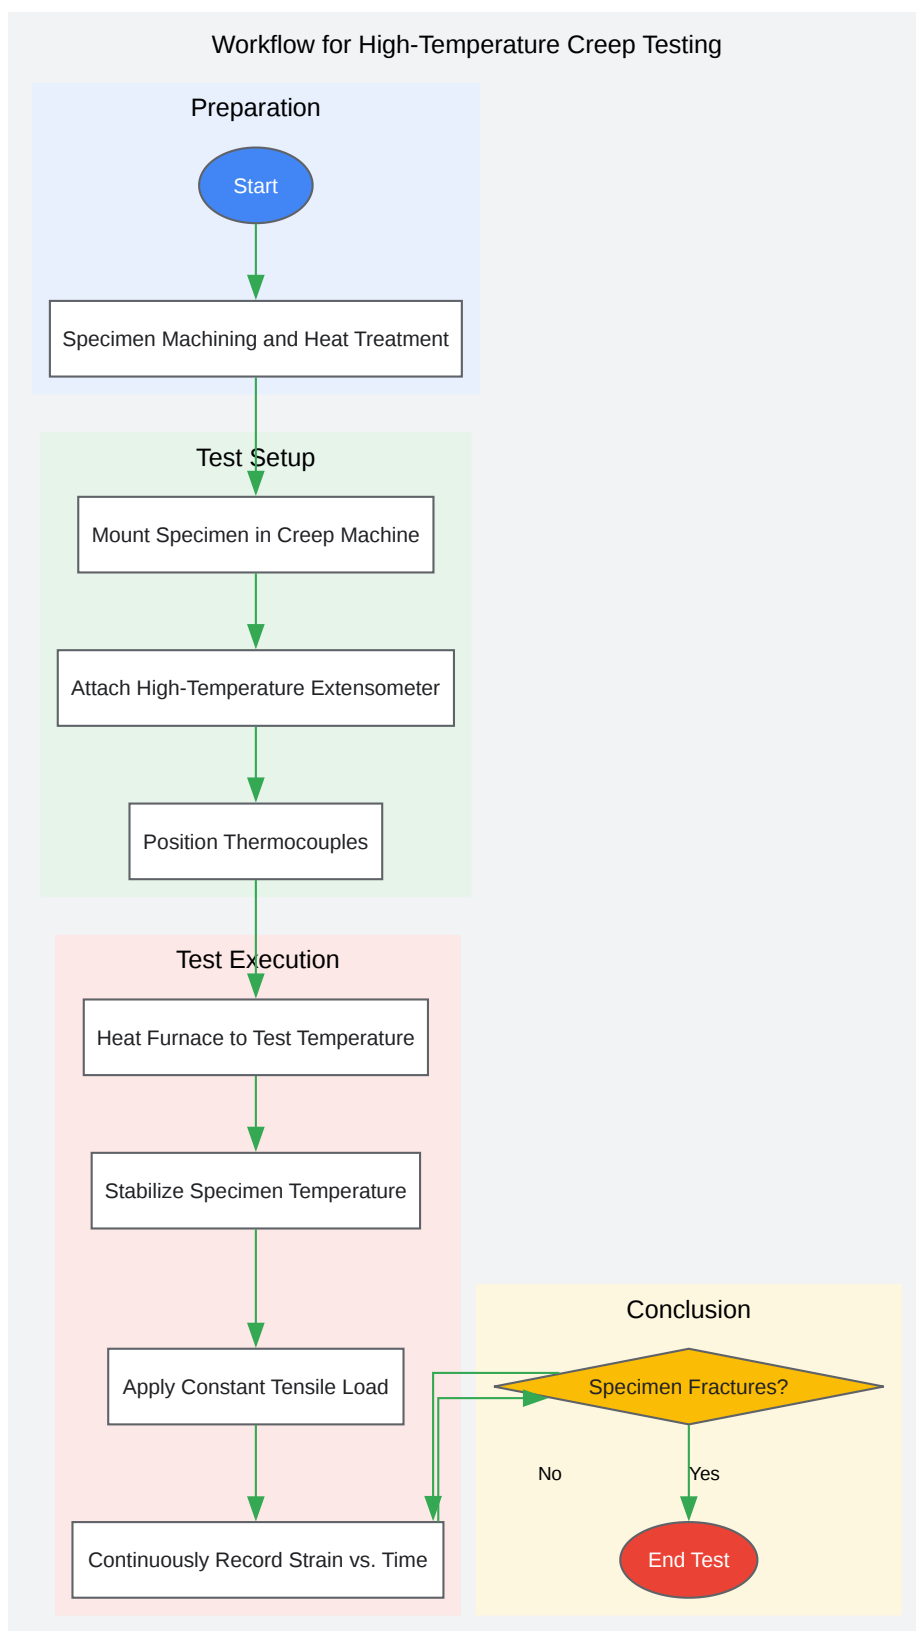 Workflow for High-Temperature Creep Testing
Preparation
Start
Specimen Machining and Heat Treatment
Test Setup
Mount Specimen in Creep Machine
Attach High-Temperature Extensometer
Position Thermocouples
Test Execution
Heat Furnace to Test Temperature
Stabilize Specimen Temperature
Apply Constant Tensile Load
Continuously Record Strain vs. Time
Conclusion
Specimen Fractures?
No
Yes
End Test